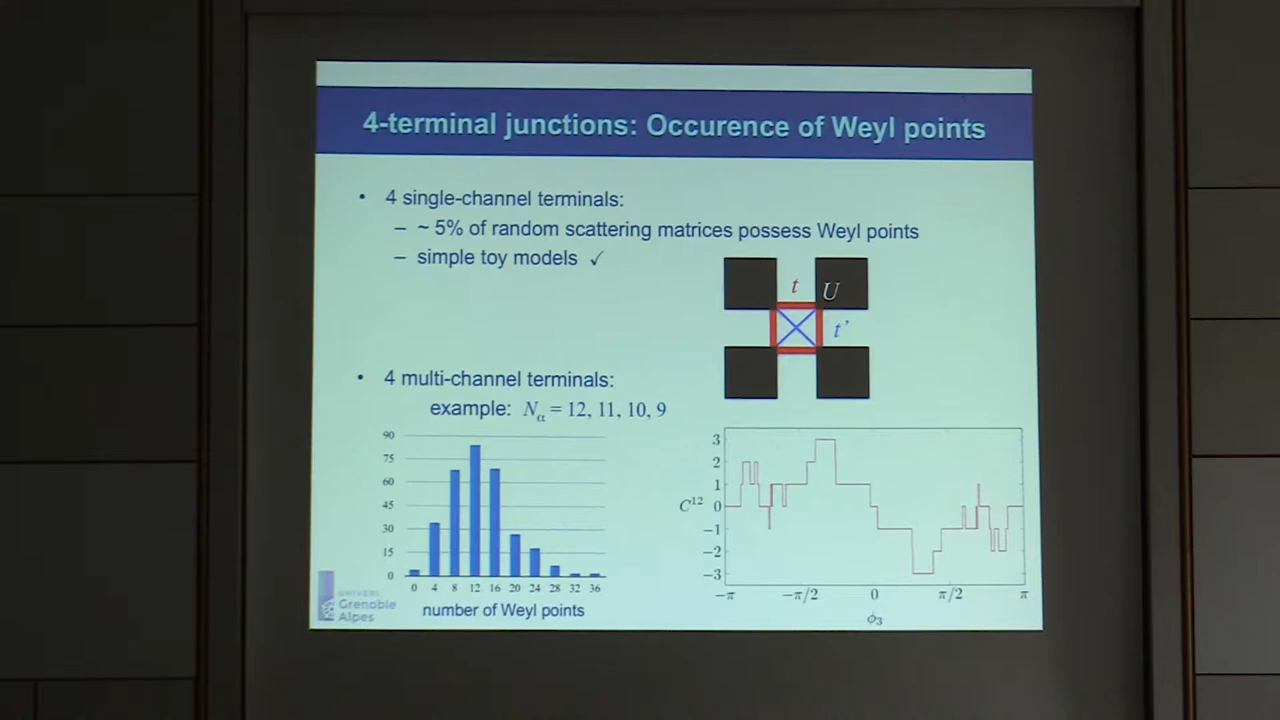 4-terminal junctions: Occurence of Weyl points
• 4 single-channel terminals:
– ~ 5% of random scattering matrices possess Weyl points
– simple toy models ✓
t
U
t'
• 4 multi-channel terminals:
example: Nα = 12, 11, 10, 9
90
75
60
45
30
15
0
0 4 8 12 16 20 24 28 32 36
number of Weyl points
3
2
1
C¹² 0
−1
−2
−3
−π −π/2 0 π/2 π
ϕ3
UNIVERS
Grenoble
Alpes